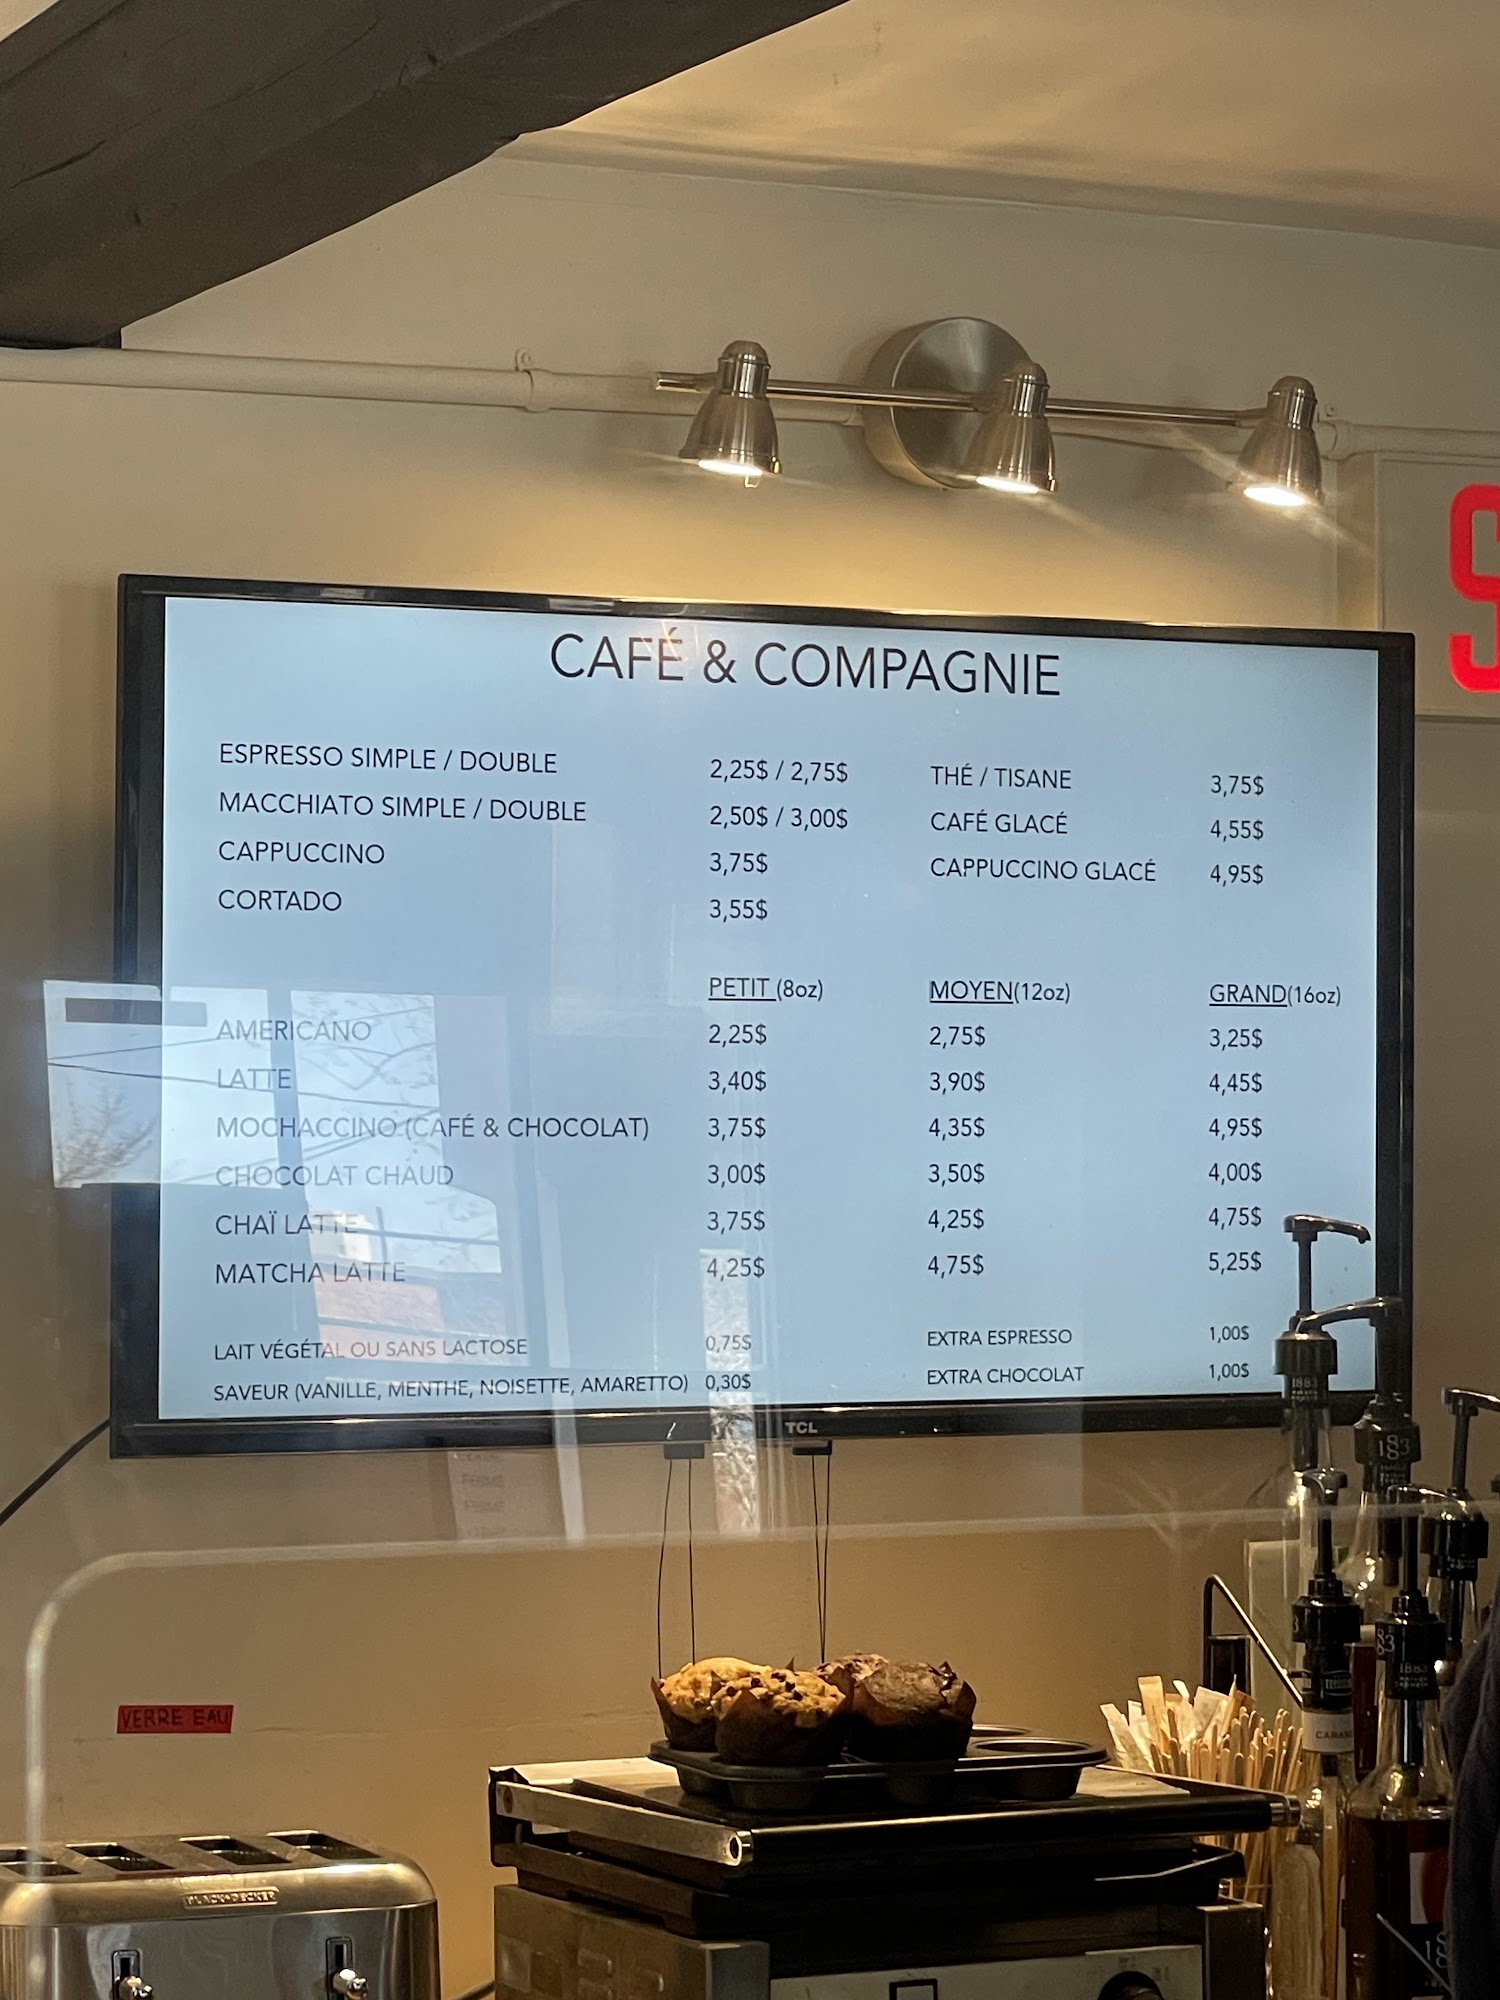 CAFÉ & COMPAGNIE
ESPRESSO SIMPLE / DOUBLE 2,25$ / 2,75$
MACCHIATO SIMPLE / DOUBLE 2,50$ / 3,00$
CAPPUCCINO 3,75$
CORTADO 3,55$
THÉ / TISANE 3,75$
CAFÉ GLACÉ 4,55$
CAPPUCCINO GLACÉ 4,95$
PETIT (8oz) MOYEN(12oz) GRAND(16oz)
AMERICANO 2,25$ 2,75$ 3,25$
LATTE 3,40$ 3,90$ 4,45$
MOCHACCINO (CAFÉ & CHOCOLAT) 3,75$ 4,35$ 4,95$
CHOCOLAT CHAUD 3,00$ 3,50$ 4,00$
CHAÏ LATTE 3,75$ 4,25$ 4,75$
MATCHA LATTE 4,25$ 4,75$ 5,25$
LAIT VÉGÉTAL OU SANS LACTOSE 0,75$
SAVEUR (VANILLE, MENTHE, NOISETTE, AMARETTO) 0,30$
EXTRA ESPRESSO 1,00$
EXTRA CHOCOLAT 1,00$
TCL
S
1883
1883
1883
VERRE EAU
BLACK+DECKER